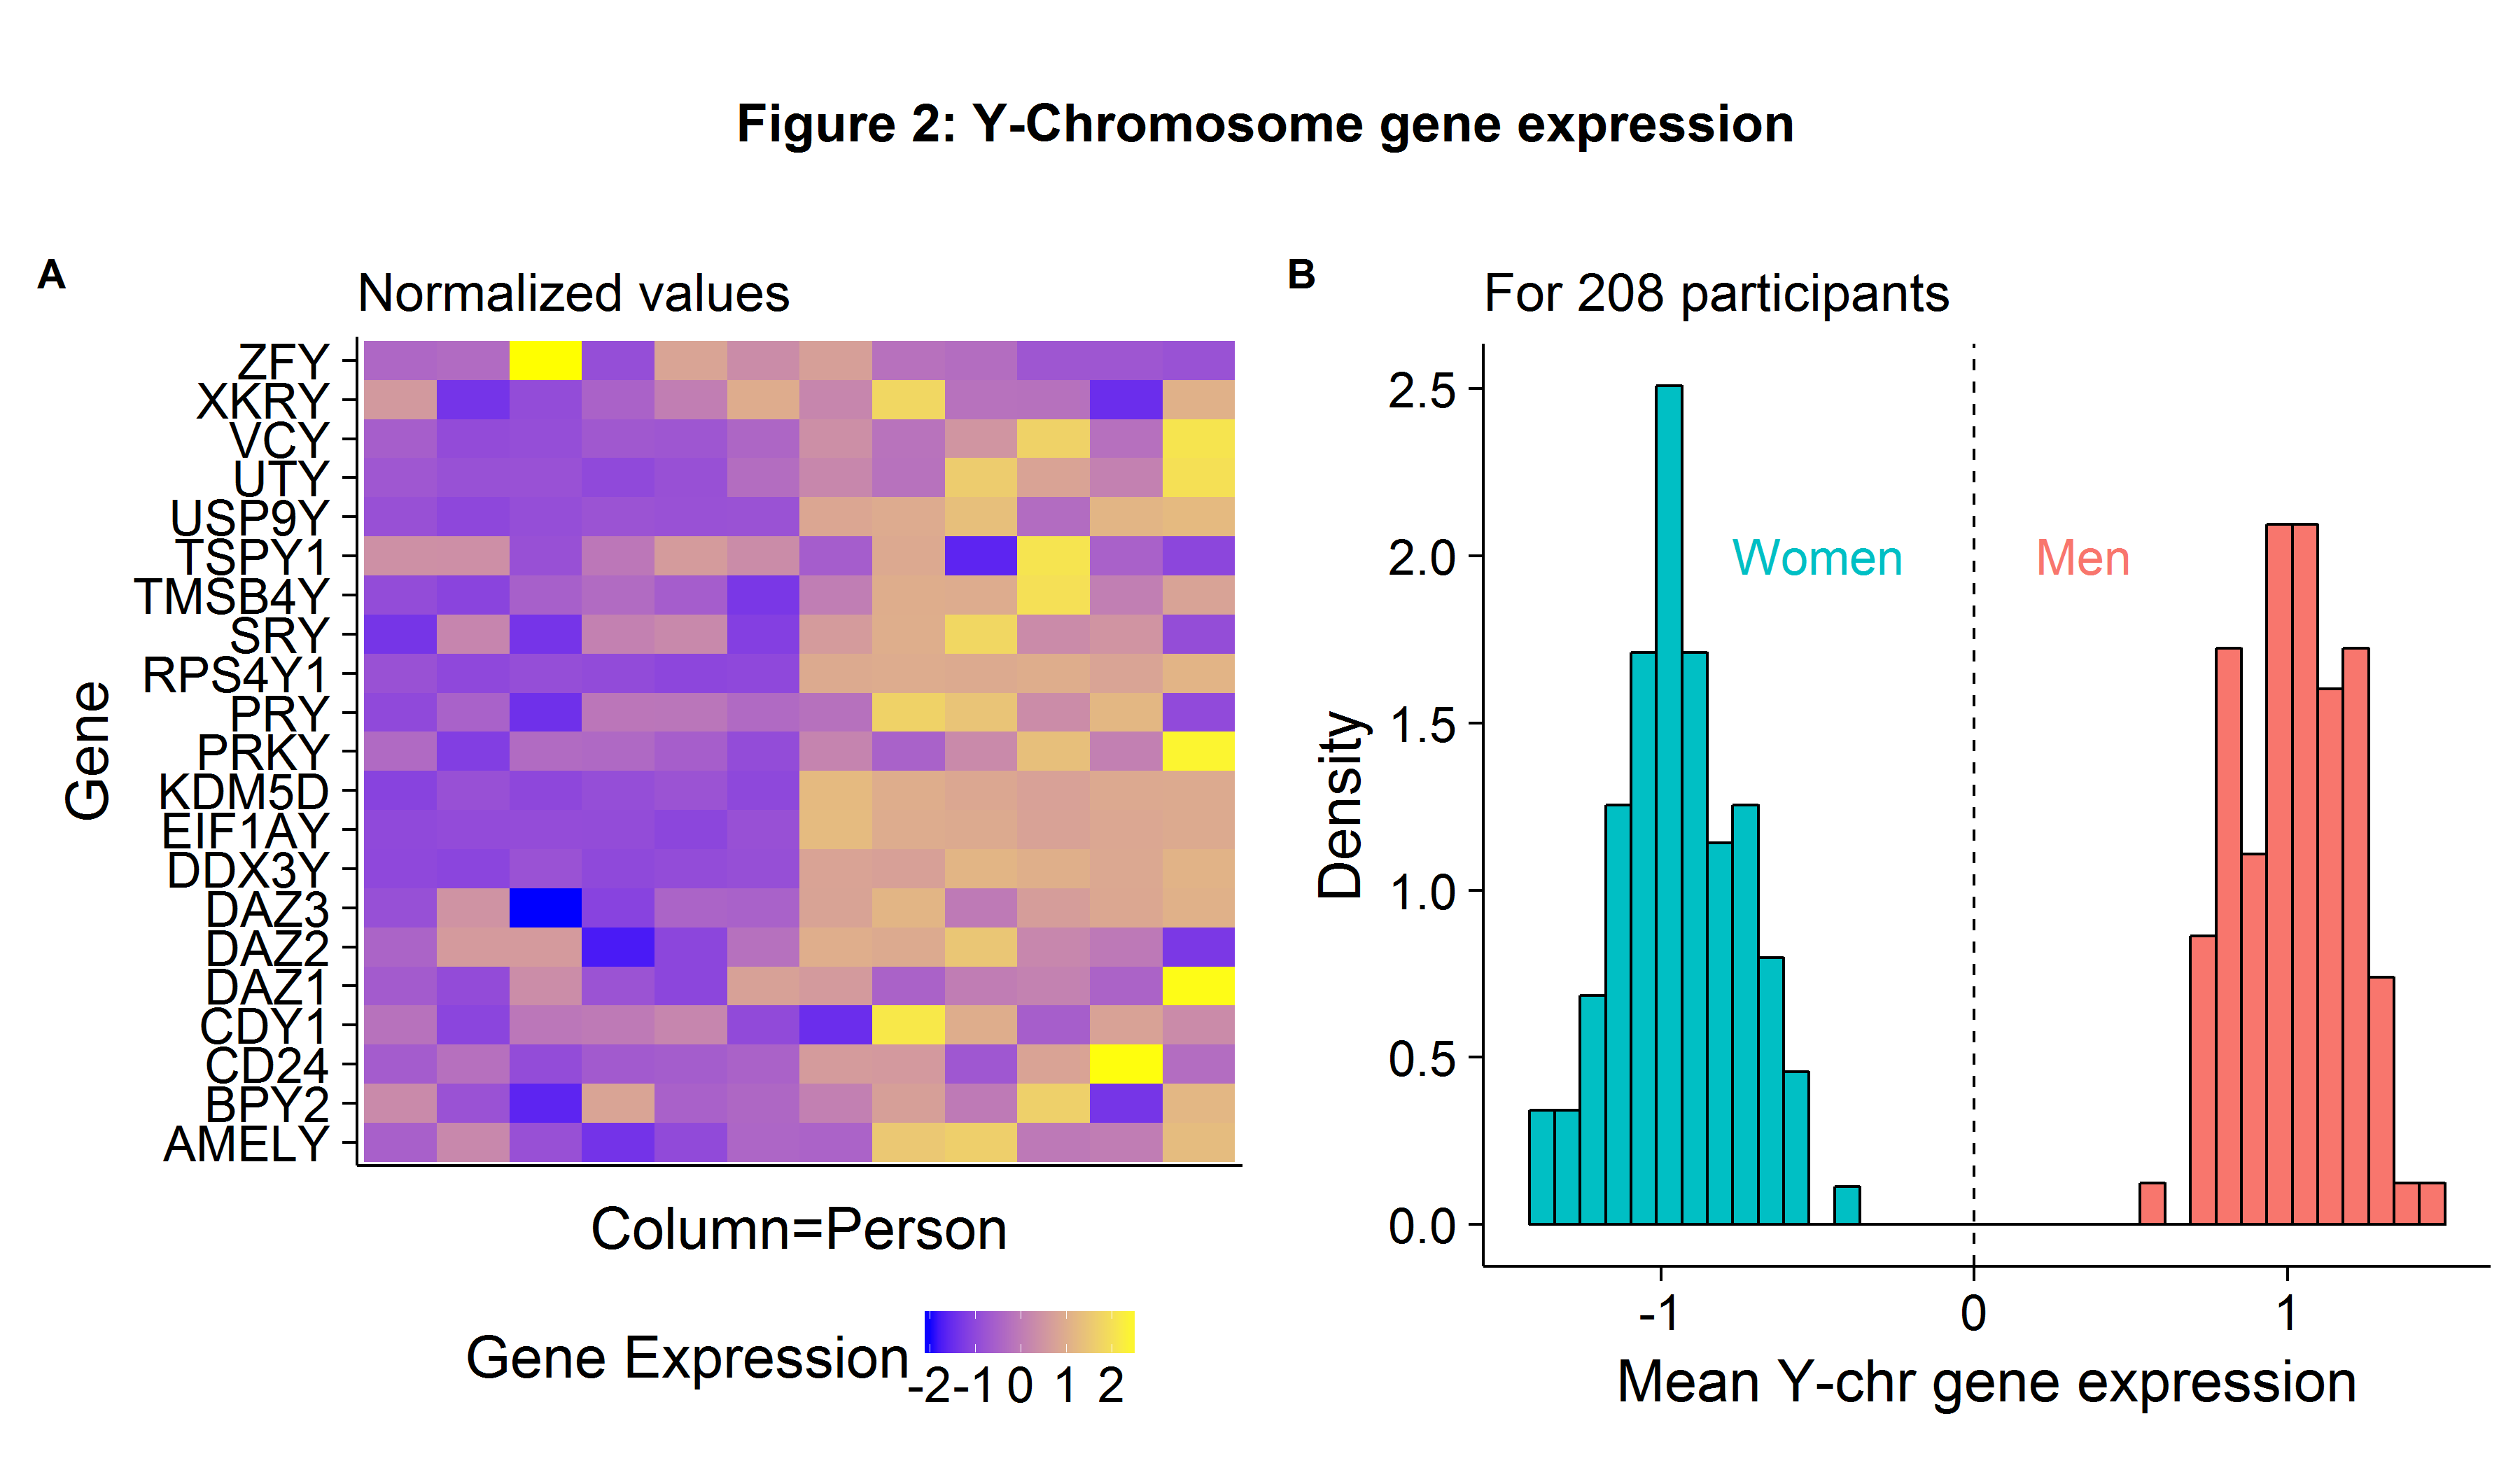 Figure 2: Y-Chromosome gene expression
A
Normalized values
Gene
ZFY
XKRY
VCY
UTY
USP9Y
TSPY1
TMSB4Y
SRY
RPS4Y1
PRY
PRKY
KDM5D
EIF1AY
DDX3Y
DAZ3
DAZ2
DAZ1
CDY1
CD24
BPY2
AMELY
Column=Person
Gene Expression
-2 -1 0 1 2
B
For 208 participants
Density
2.5
2.0
1.5
1.0
0.5
0.0
Women
Men
-1 0 1
Mean Y-chr gene expression